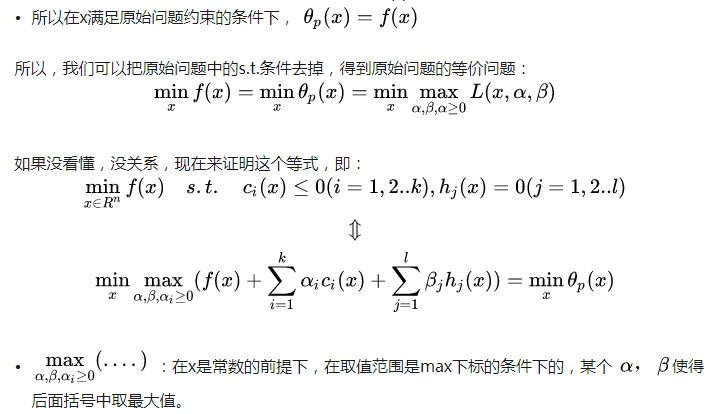 • 所以在x满足原始问题约束的条件下， θ_p(x) = f(x)
所以，我们可以把原始问题中的s.t.条件去掉，得到原始问题的等价问题：
min_x f(x) = min_x θ_p(x) = min_x max_{α,β,α≥0} L(x, α, β)
如果没看懂，没关系，现在来证明这个等式，即：
min_{x∈R^n} f(x) s.t. c_i(x) ≤ 0(i = 1, 2..k), h_j(x) = 0(j = 1, 2..l)
⇕
min_x max_{α,β,α_i≥0} (f(x) + ∑_{i=1}^{k} α_i c_i(x) + ∑_{j=1}^{l} β_j h_j(x)) = min_x θ_p(x)
• max_{α,β,α_i≥0} (....) ：在x是常数的前提下，在取值范围是max下标的条件下的，某个 α， β 使得
后面括号中取最大值。